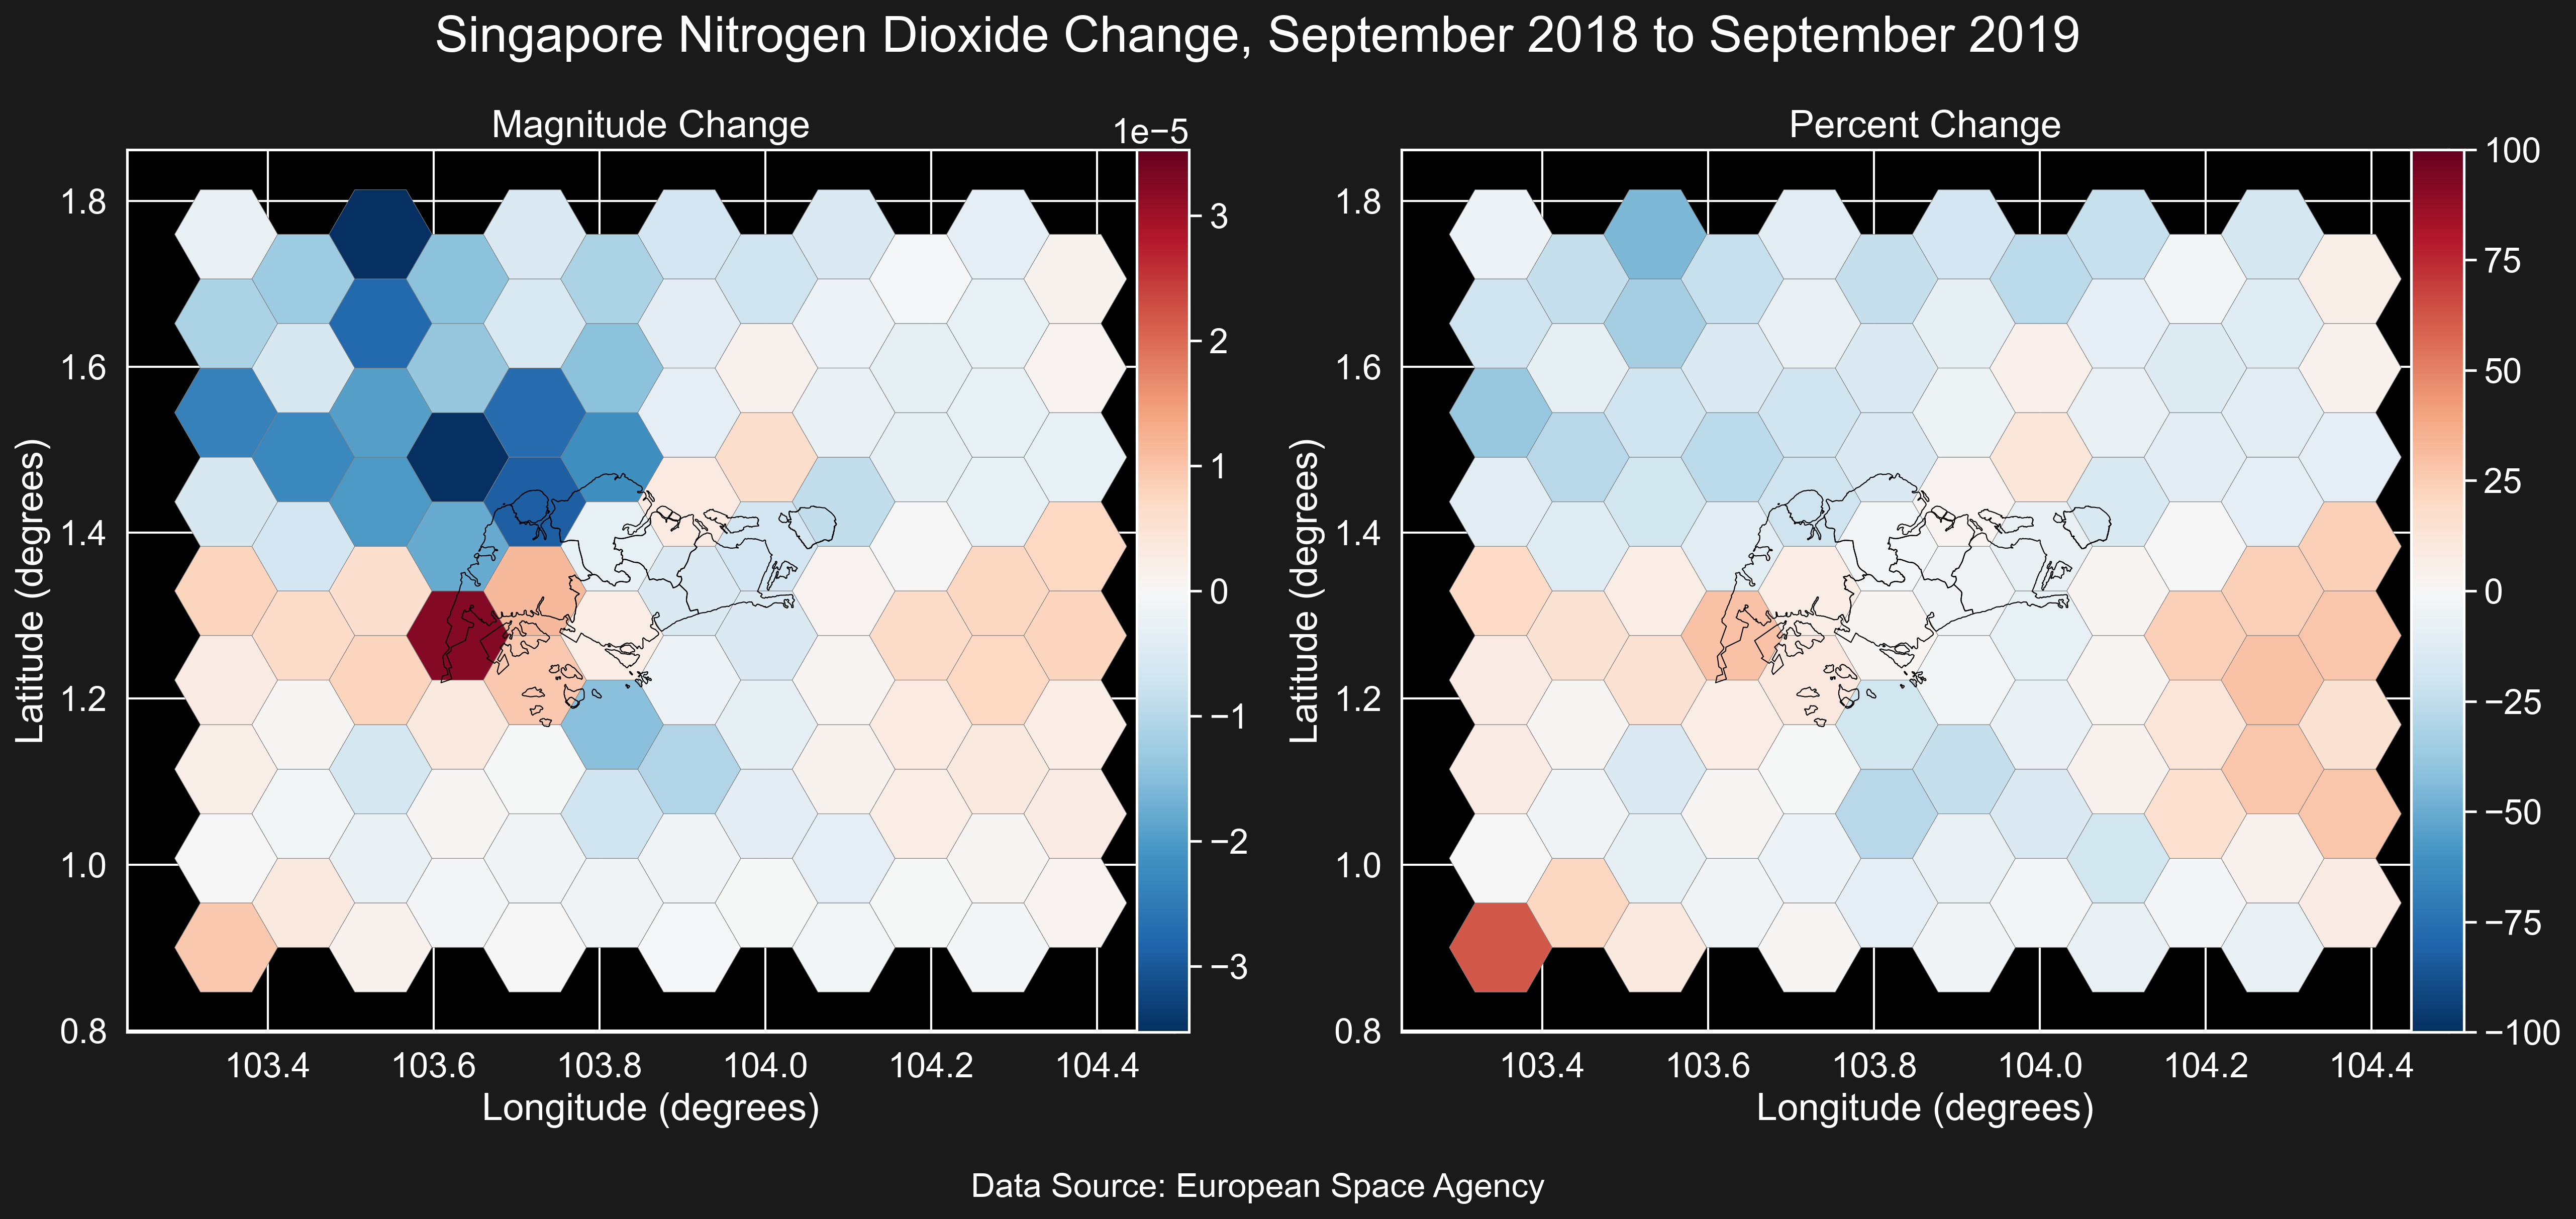 Singapore Nitrogen Dioxide Change, September 2018 to September 2019
Magnitude Change
1e−5
Latitude (degrees)
1.8
1.6
1.4
1.2
1.0
0.8
103.4 103.6 103.8 104.0 104.2 104.4
Longitude (degrees)
3
2
1
0
−1
−2
−3
Percent Change
Latitude (degrees)
1.8
1.6
1.4
1.2
1.0
0.8
103.4 103.6 103.8 104.0 104.2 104.4
Longitude (degrees)
100
75
50
25
0
−25
−50
−75
−100
Data Source: European Space Agency